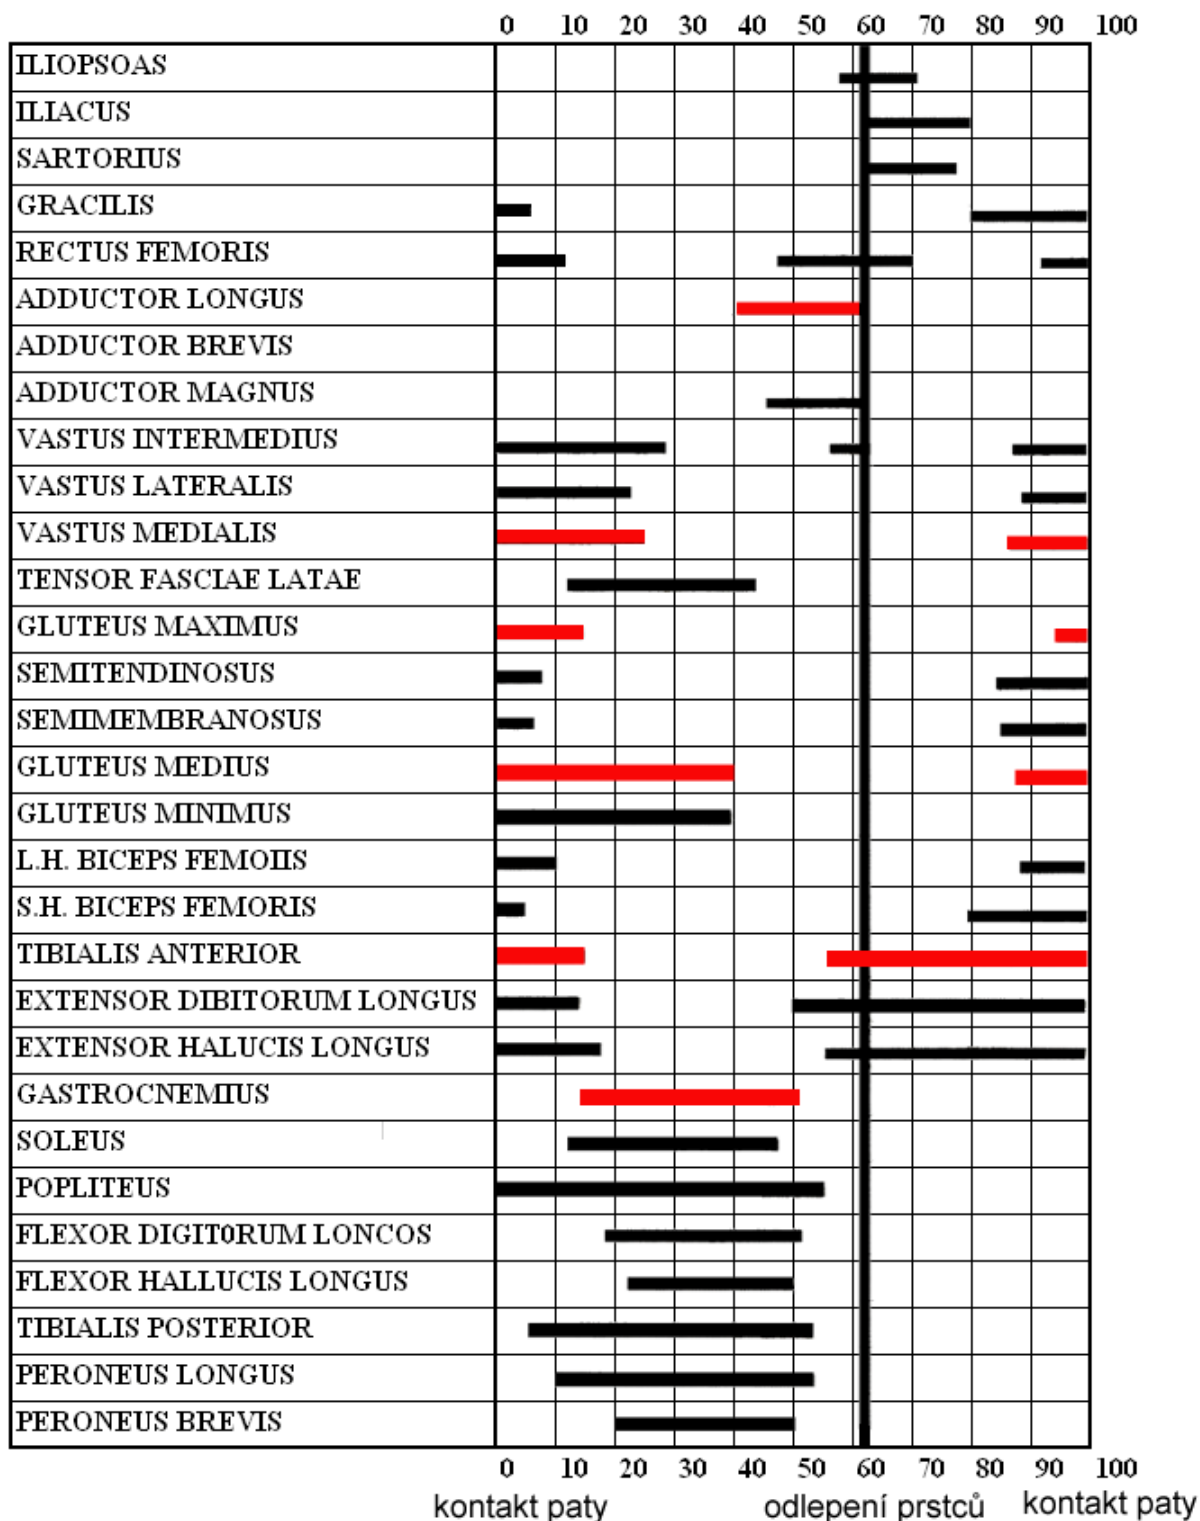 0 10 20 30 40 50 60 70 80 90 100
ILIOPSOAS
ILIACUS
SARTORIUS
GRACILIS
RECTUS FEMORIS
ADDUCTOR LONGUS
ADDUCTOR BREVIS
ADDUCTOR MAGNUS
VASTUS INTERMEDIUS
VASTUS LATERALIS
VASTUS MEDIALIS
TENSOR FASCIAE LATAE
GLUTEUS MAXIMUS
SEMITENDINOSUS
SEMIMEMBRANOSUS
GLUTEUS MEDIUS
GLUTEUS MINIMUS
L.H. BICEPS FEMOIIS
S.H. BICEPS FEMORIS
TIBIALIS ANTERIOR
EXTENSOR DIBITORUM LONGUS
EXTENSOR HALUCIS LONGUS
GASTROCNEMIUS
SOLEUS
POPLITEUS
FLEXOR DIGIT0RUM LONCOS
FLEXOR HALLUCIS LONGUS
TIBIALIS POSTERIOR
PERONEUS LONGUS
PERONEUS BREVIS
0 10 20 30 40 50 60 70 80 90 100
kontakt paty odlepení prstců kontakt paty